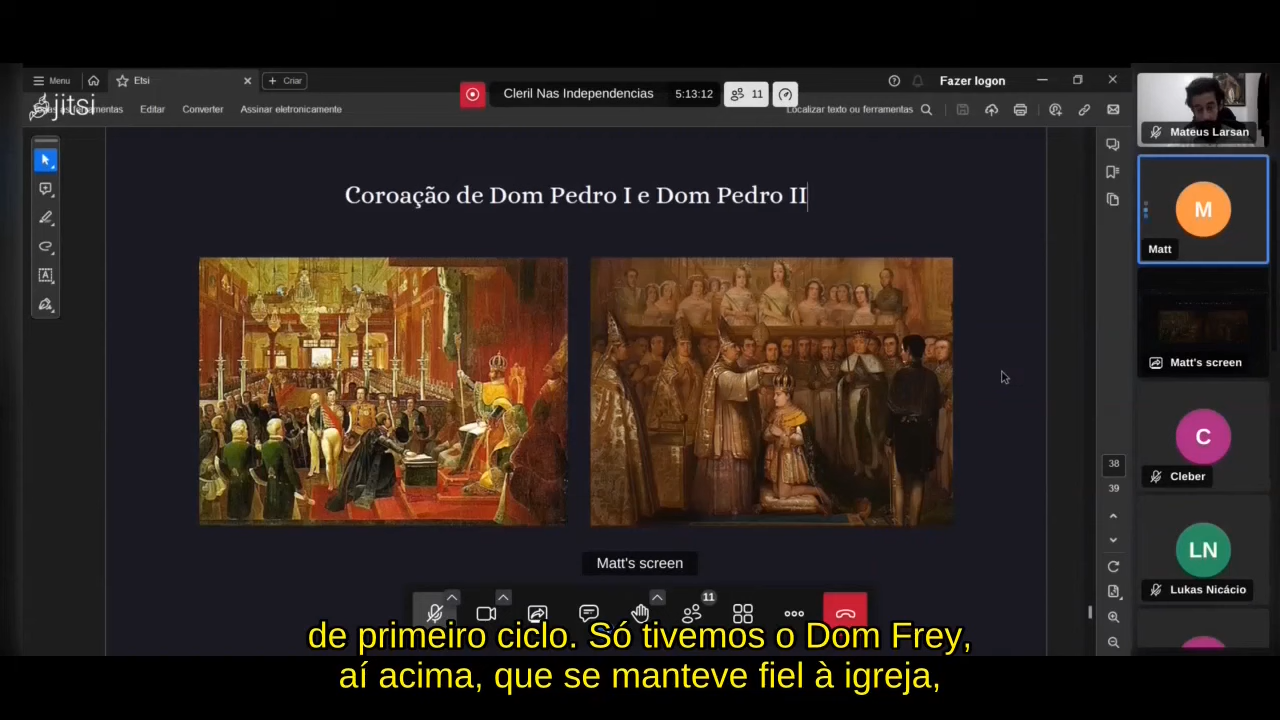 Menu
Etsi
Criar
Cleril Nas Independencias
5:13:12
11
Fazer logon
jitsi
Editar
Converter
Assinar eletronicamente
Localizar texto ou ferramentas
Mateus Larsan
Coroação de Dom Pedro I e Dom Pedro II
M
Matt
Matt's screen
C
Cleber
38
39
LN
Lukas Nicácio
Matt's screen
11
de primeiro ciclo. Só tivemos o Dom Frey,
aí acima, que se manteve fiel à igreja,